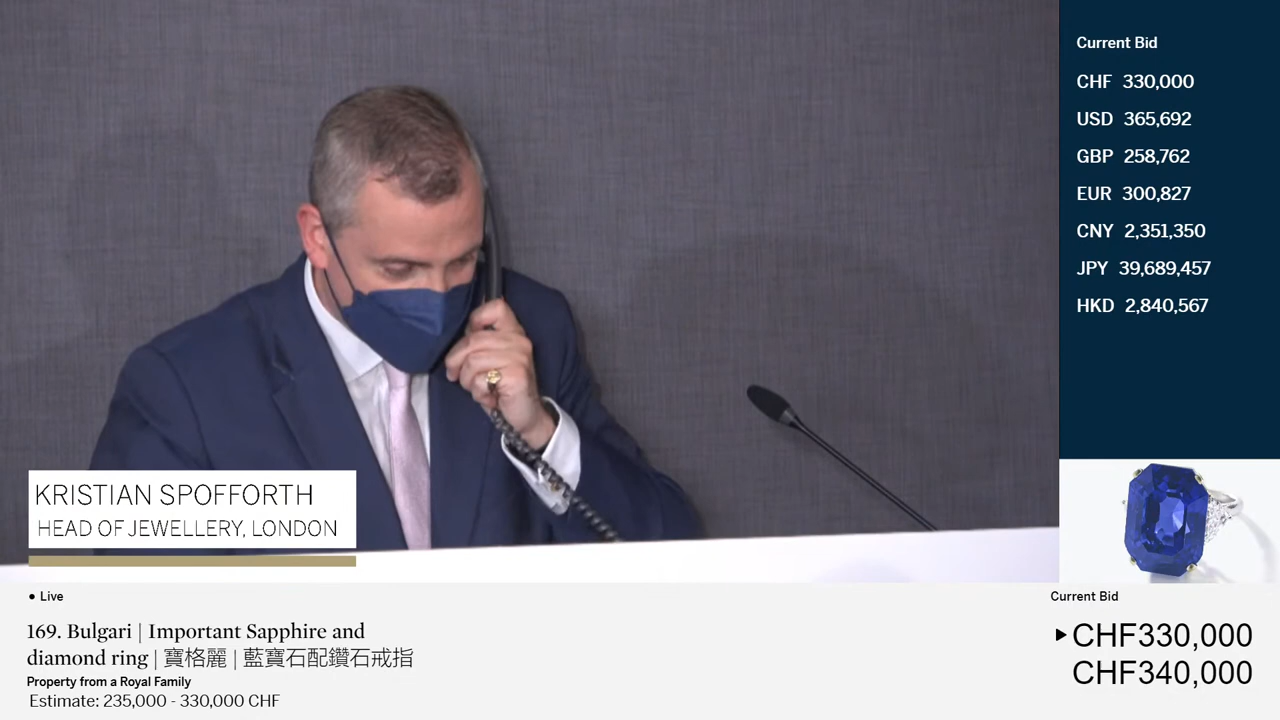 Current Bid
CHF 330,000
USD 365,692
GBP 258,762
EUR 300,827
CNY 2,351,350
JPY 39,689,457
HKD 2,840,567
KRISTIAN SPOFFORTH
HEAD OF JEWELLERY, LONDON
• Live
169. Bulgari | Important Sapphire and
diamond ring | 寶格麗 | 藍寶石配鑽石戒指
Property from a Royal Family
Estimate: 235,000 - 330,000 CHF
Current Bid
CHF330,000
CHF340,000